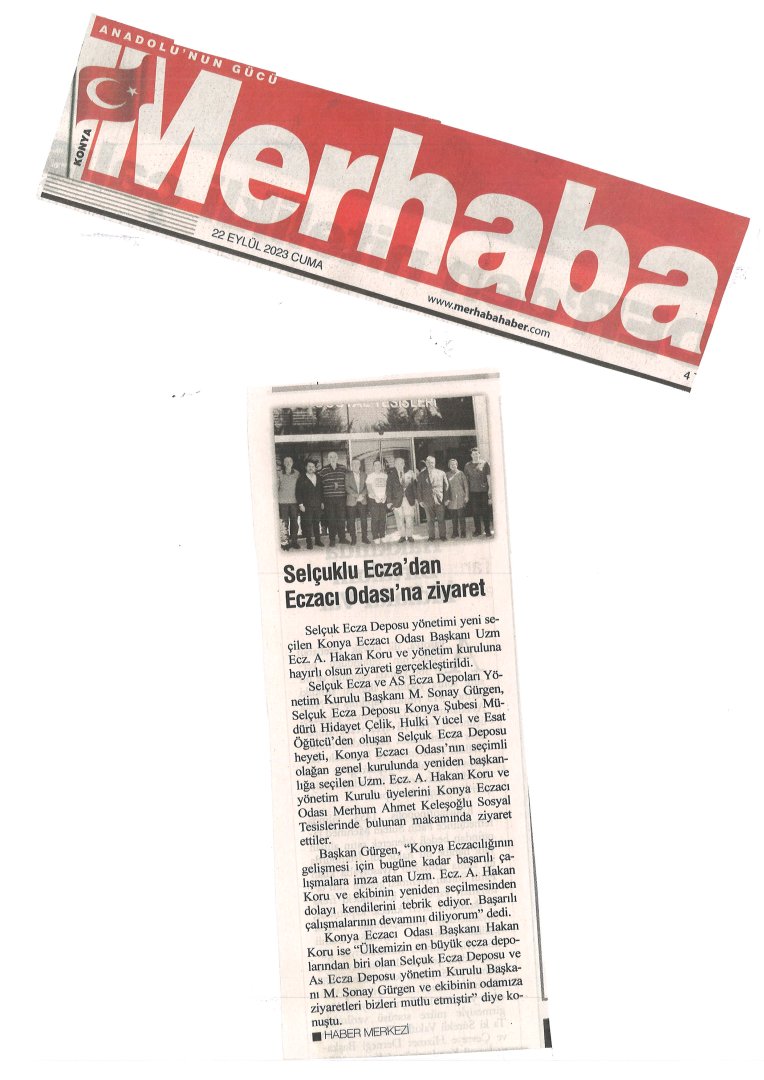 ANADOLU'NUN GÜCÜ
KONYA
Merhaba
22 EYLÜL 2023 CUMA
www.merhabahaber.com
4
SOSYAL TESİSLERİ
Selçuklu Ecza'dan
Eczacı Odası'na ziyaret
Selçuk Ecza Deposu yönetimi yeni se-
çilen Konya Eczacı Odası Başkanı Uzm
Ecz. A. Hakan Koru ve yönetim kuruluna
hayırlı olsun ziyareti gerçekleştirildi.
Selçuk Ecza ve AS Ecza Depoları Yö-
netim Kurulu Başkanı M. Sonay Gürgen,
Selçuk Ecza Deposu Konya Şubesi Mü-
dürü Hidayet Çelik, Hulki Yücel ve Esat
Öğütcü'den oluşan Selçuk Ecza Deposu
heyeti, Konya Eczacı Odası'nın seçimli
olağan genel kurulunda yeniden başkan-
lığa seçilen Uzm. Ecz. A. Hakan Koru ve
yönetim Kurulu üyelerini Konya Eczacı
Odası Merhum Ahmet Keleşoğlu Sosyal
Tesislerinde bulunan makamında ziyaret
ettiler.
Başkan Gürgen, “Konya Eczacılığının
gelişmesi için bugüne kadar başarılı ça-
lışmalara imza atan Uzm. Ecz. A. Hakan
Koru ve ekibinin yeniden seçilmesinden
dolayı kendilerini tebrik ediyor. Başarılı
çalışmalarının devamını diliyorum” dedi.
Konya Eczacı Odası Başkanı Hakan
Koru ise “Ülkemizin en büyük ecza depo-
larından biri olan Selçuk Ecza Deposu ve
As Ecza Deposu yönetim Kurulu Başka-
nı M. Sonay Gürgen ve ekibinin odamıza
ziyaretleri bizleri mutlu etmiştir” diye ko-
nuştu.
■ HABER MERKEZİ